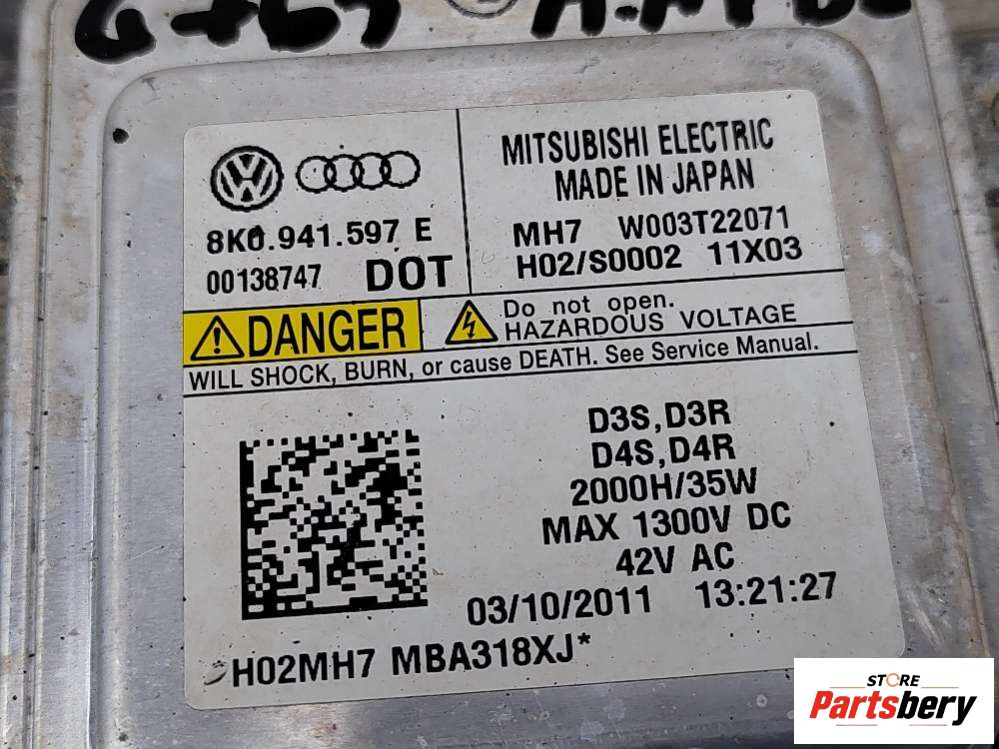 8K0.941.597 E
00138747 DOT
MITSUBISHI ELECTRIC
MADE IN JAPAN
MH7 W003T22071
H02/S0002 11X03
DANGER
Do not open.
HAZARDOUS VOLTAGE
WILL SHOCK, BURN, or cause DEATH. See Service Manual.
D3S,D3R
D4S,D4R
2000H/35W
MAX 1300V DC
42V AC
03/10/2011 13:21:27
H02MH7 MBA318XJ*
STORE
Partsbery